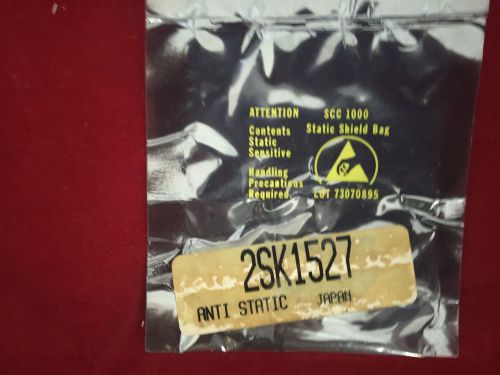 ATTENTION
Contents
Static
Sensitive
Handling
Precautions
Required.
SCC 1000
Static Shield Bag
LOT 73070895
2SK1527
ANTI STATIC JAPAN